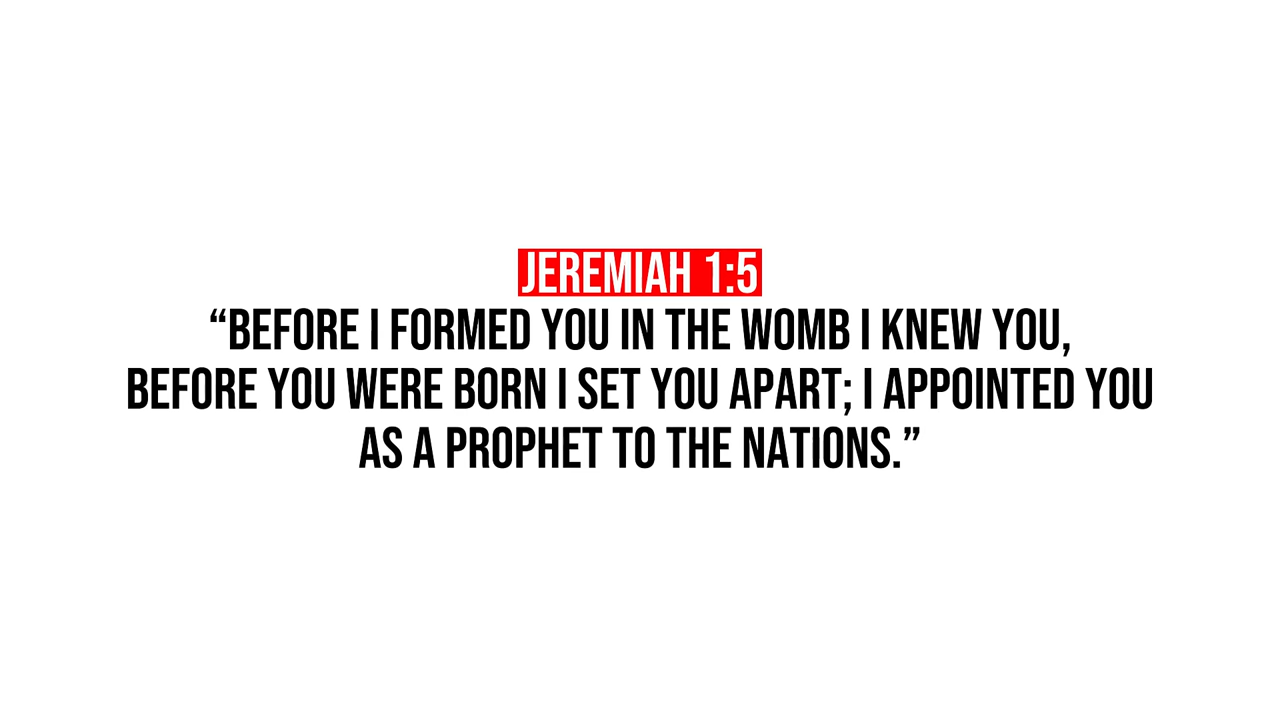 JEREMIAH 1:5
“BEFORE I FORMED YOU IN THE WOMB I KNEW YOU,
BEFORE YOU WERE BORN I SET YOU APART; I APPOINTED YOU
AS A PROPHET TO THE NATIONS.”